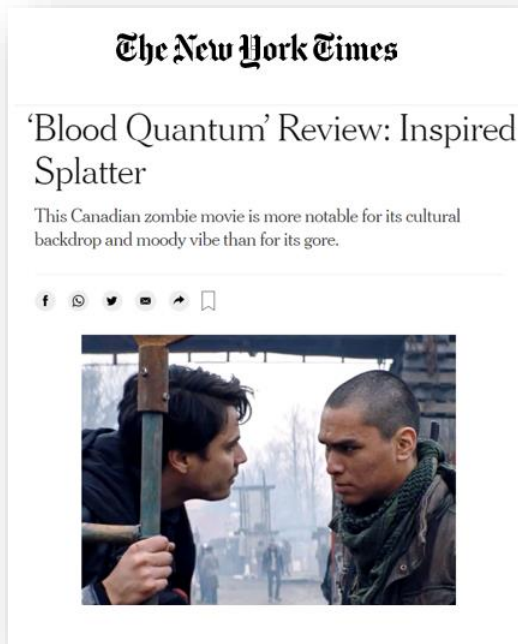 The New York Times
‘Blood Quantum’ Review: Inspired
Splatter
This Canadian zombie movie is more notable for its cultural
backdrop and moody vibe than for its gore.